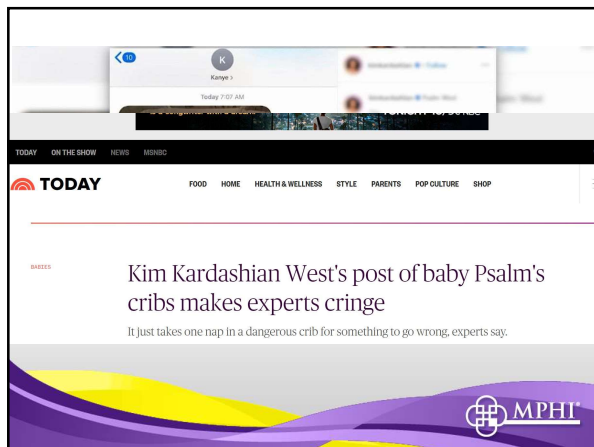 10
K
Kanye >
Today 7:07 AM
TODAY ON THE SHOW NEWS MSNBC
TODAY
FOOD HOME HEALTH & WELLNESS STYLE PARENTS POP CULTURE SHOP
BABIES
Kim Kardashian West's post of baby Psalm's
cribs makes experts cringe
It just takes one nap in a dangerous crib for something to go wrong, experts say.
MPHI